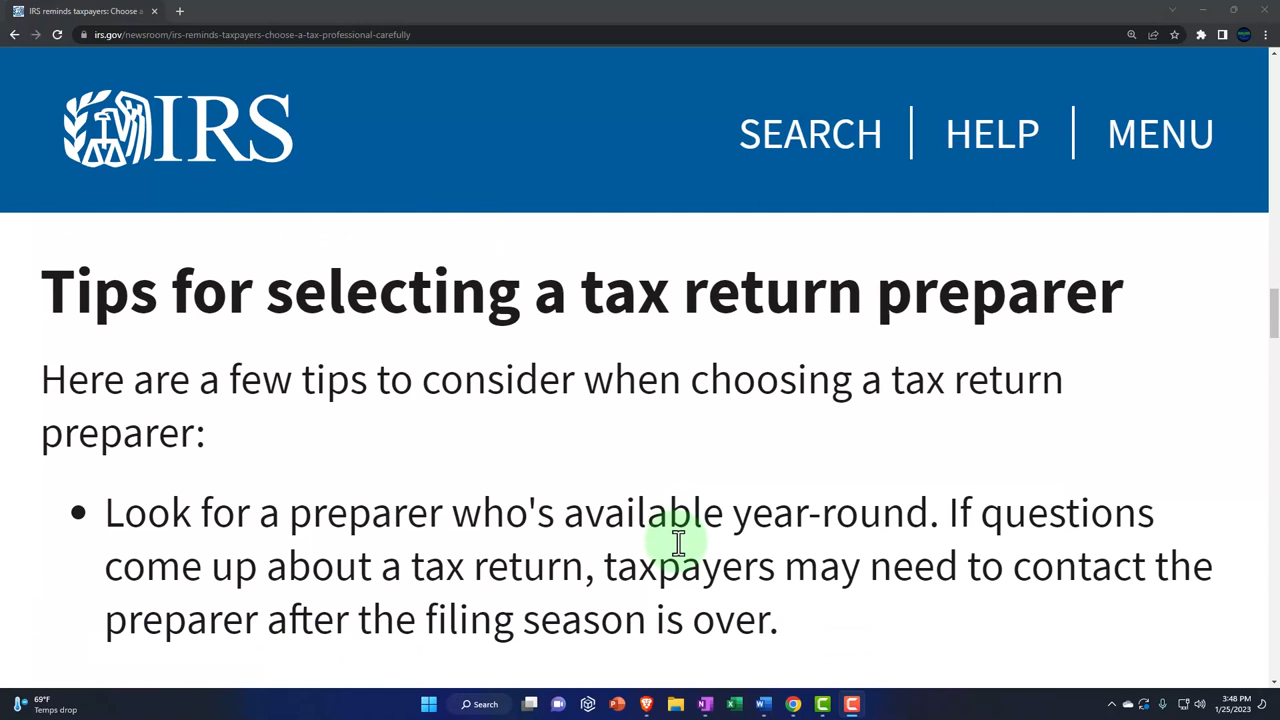 IRS reminds taxpayers: Choose a
irs.gov/newsroom/irs-reminds-taxpayers-choose-a-tax-professional-carefully
IRS
SEARCH
HELP
MENU
Tips for selecting a tax return preparer
Here are a few tips to consider when choosing a tax return
preparer:
• Look for a preparer who's available year-round. If questions
come up about a tax return, taxpayers may need to contact the
preparer after the filing season is over.
69°F
Temps drop
Search
3:48 PM
1/25/2023